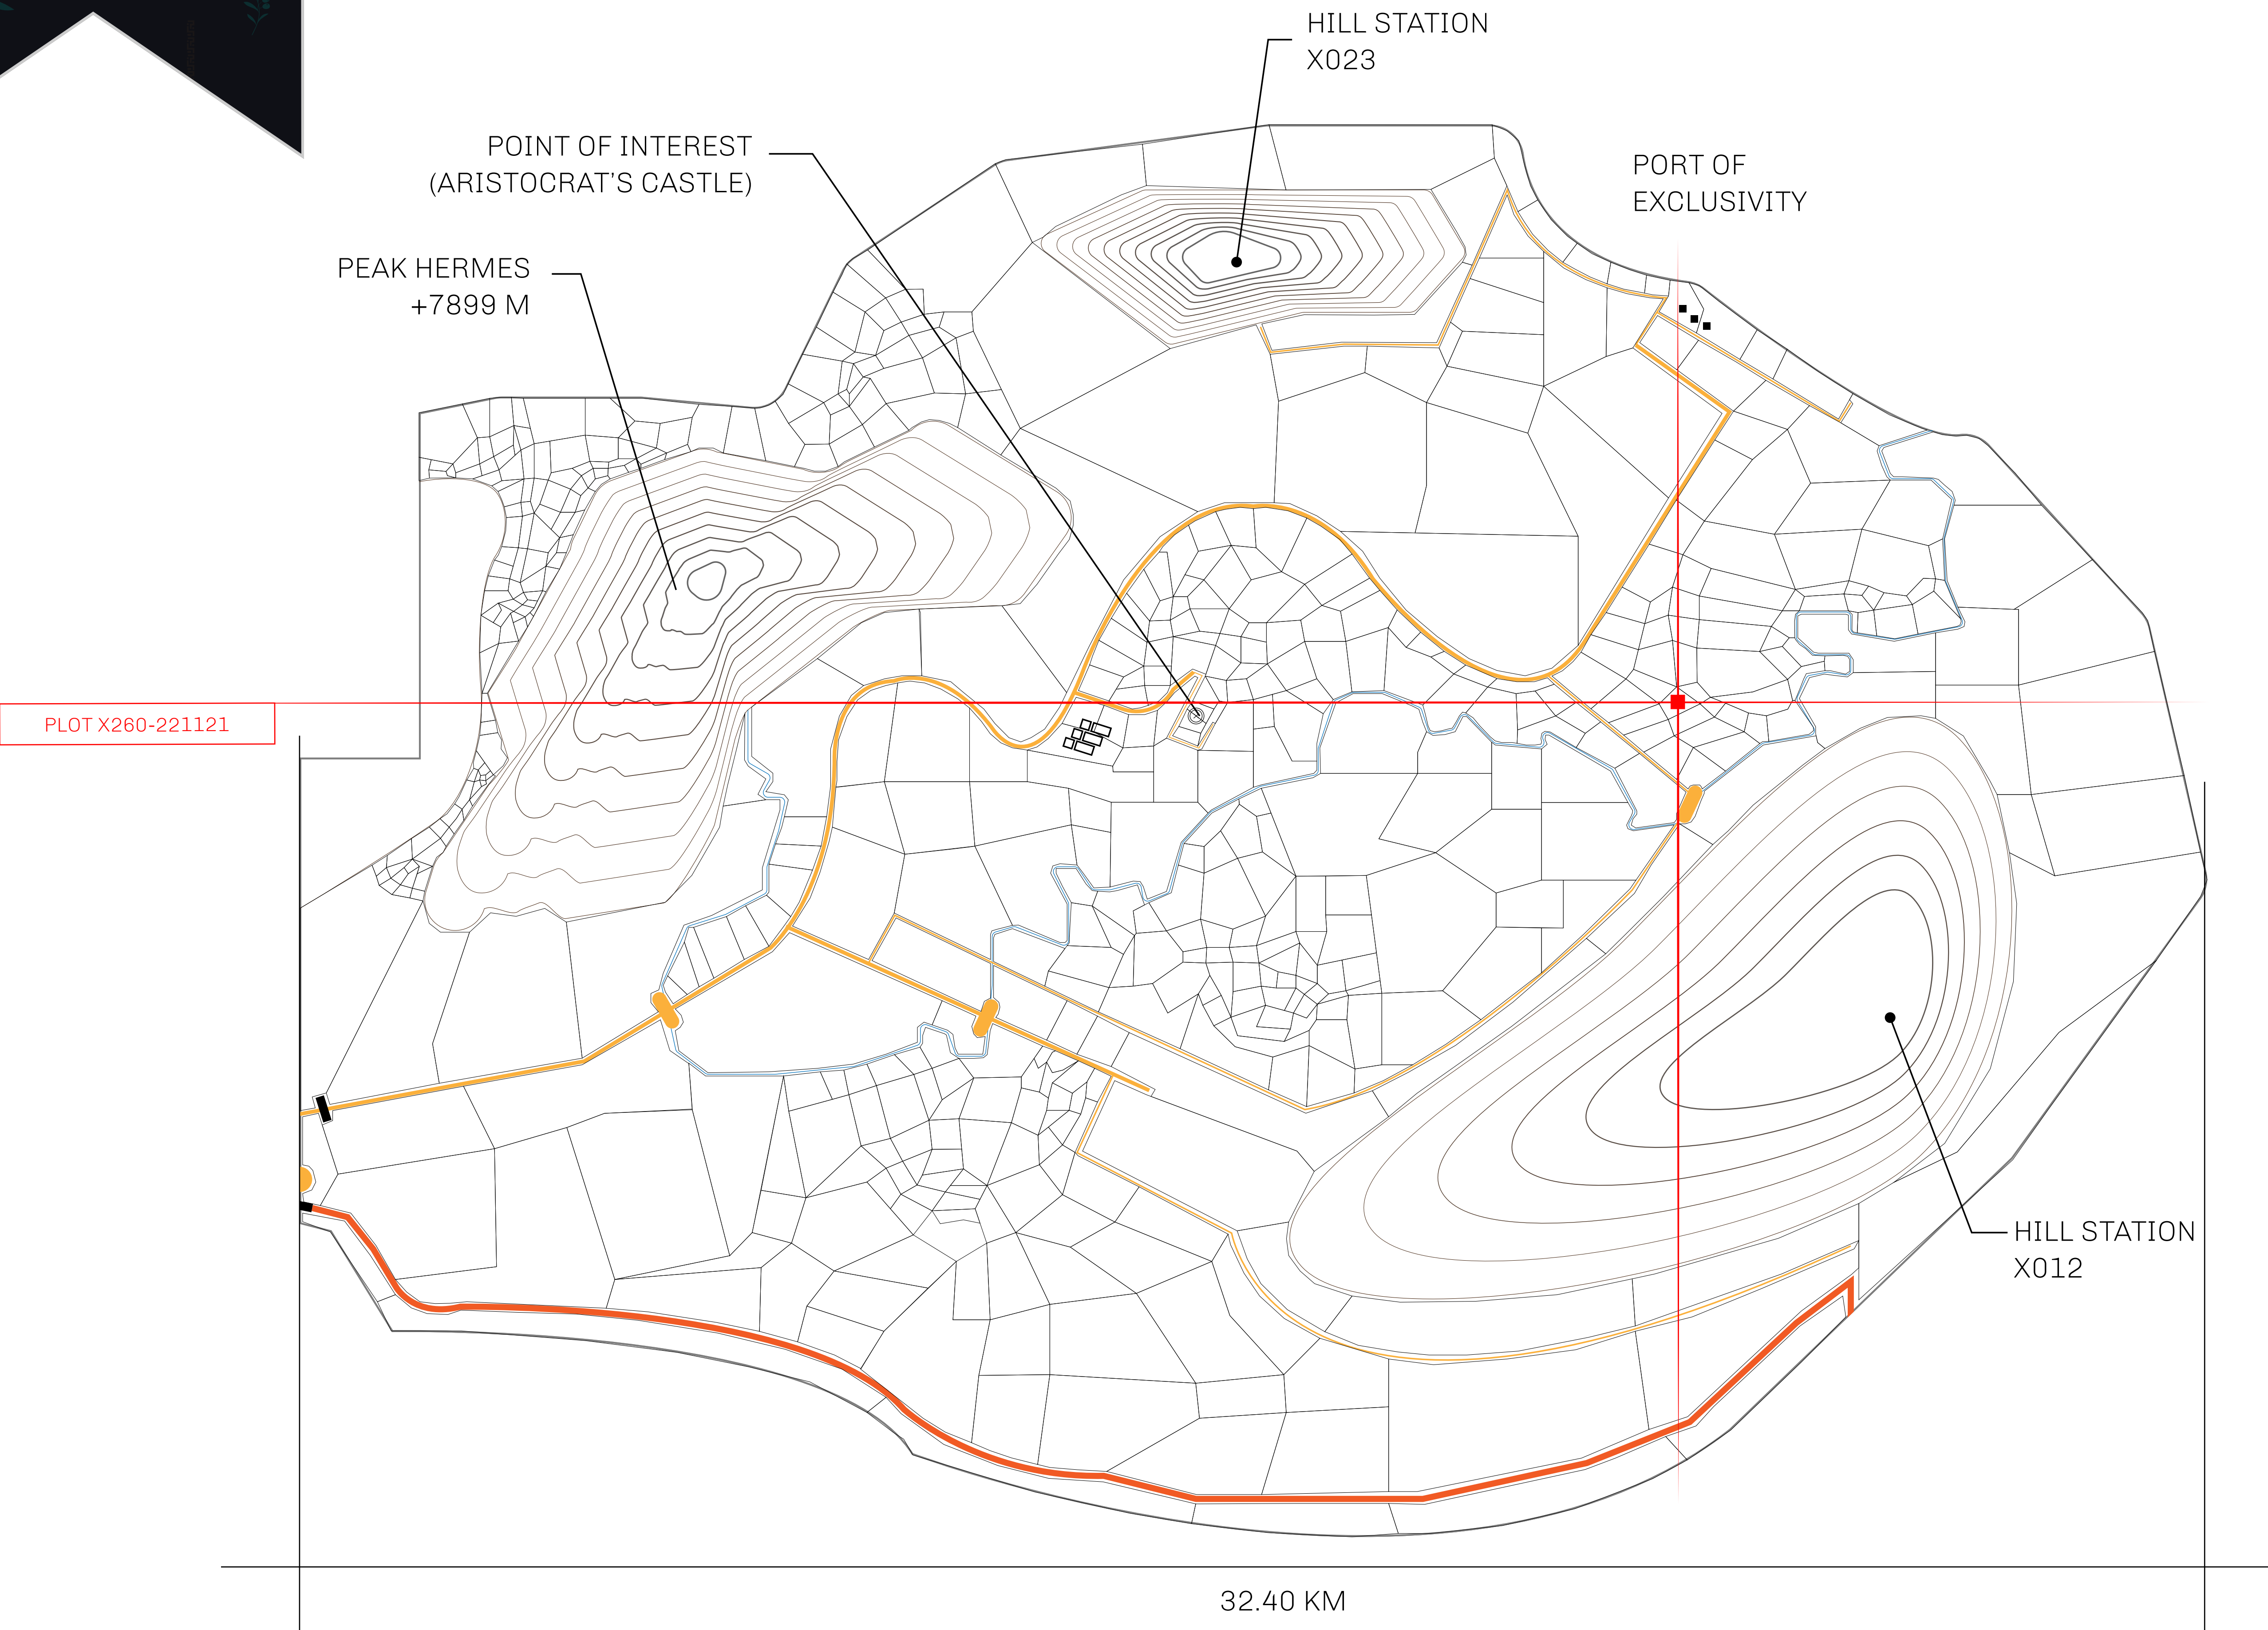 HILL STATION
X023
POINT OF INTEREST
(ARISTOCRAT'S CASTLE)
PORT OF
EXCLUSIVITY
PEAK HERMES
+7899 M
PLOT X260-221121
HILL STATION
X012
32.40 KM